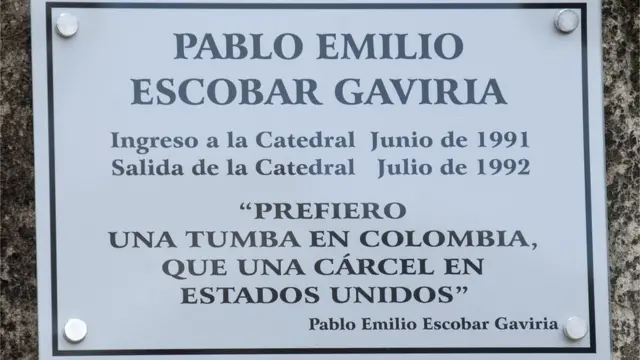 PABLO EMILIO
ESCOBAR GAVIRIA
Ingreso a la Catedral Junio de 1991
Salida de la Catedral Julio de 1992
“PREFIERO
UNA TUMBA EN COLOMBIA,
QUE UNA CÁRCEL EN
ESTADOS UNIDOS”
Pablo Emilio Escobar Gaviria